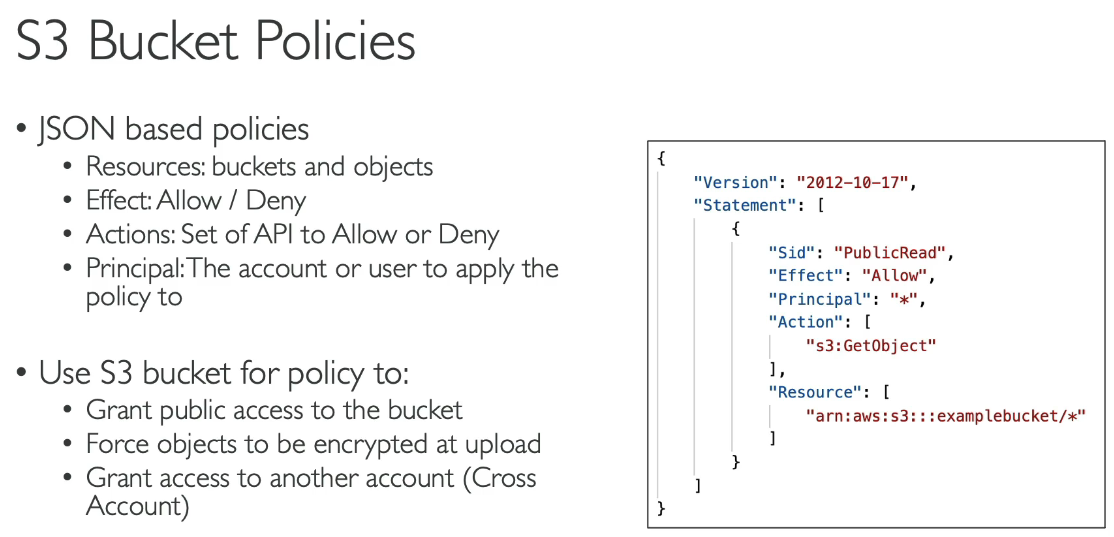 S3 Bucket Policies
• JSON based policies
• Resources: buckets and objects
• Effect: Allow / Deny
• Actions: Set of API to Allow or Deny
• Principal: The account or user to apply the
policy to
• Use S3 bucket for policy to:
• Grant public access to the bucket
• Force objects to be encrypted at upload
• Grant access to another account (Cross
Account)
{
"Version": "2012-10-17",
"Statement": [
{
"Sid": "PublicRead",
"Effect": "Allow",
"Principal": "*",
"Action": [
"s3:GetObject"
],
"Resource": [
"arn:aws:s3:::examplebucket/*"
]
}
]
}